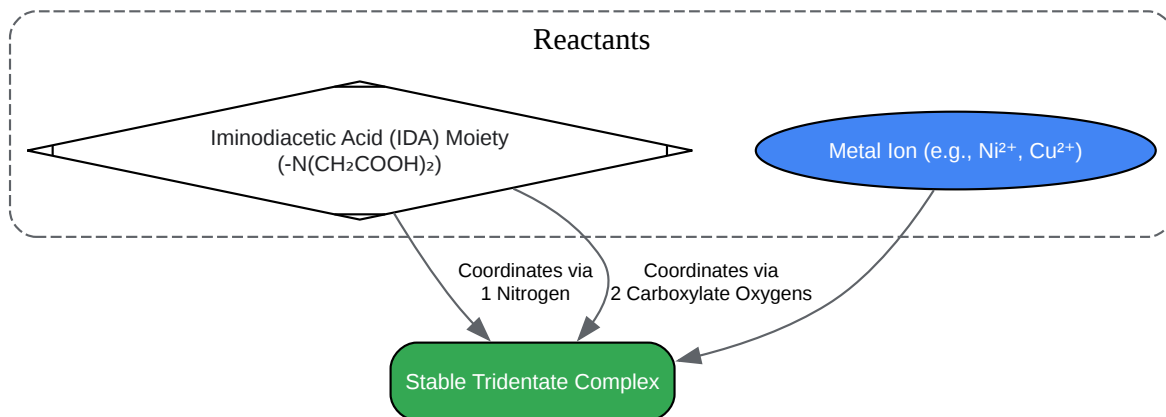 Reactants
Iminodiacetic Acid (IDA) Moiety
(-N(CH₂COOH)₂)
Metal Ion (e.g., Ni²⁺, Cu²⁺)
Coordinates via
1 Nitrogen
Coordinates via
2 Carboxylate Oxygens
Stable Tridentate Complex